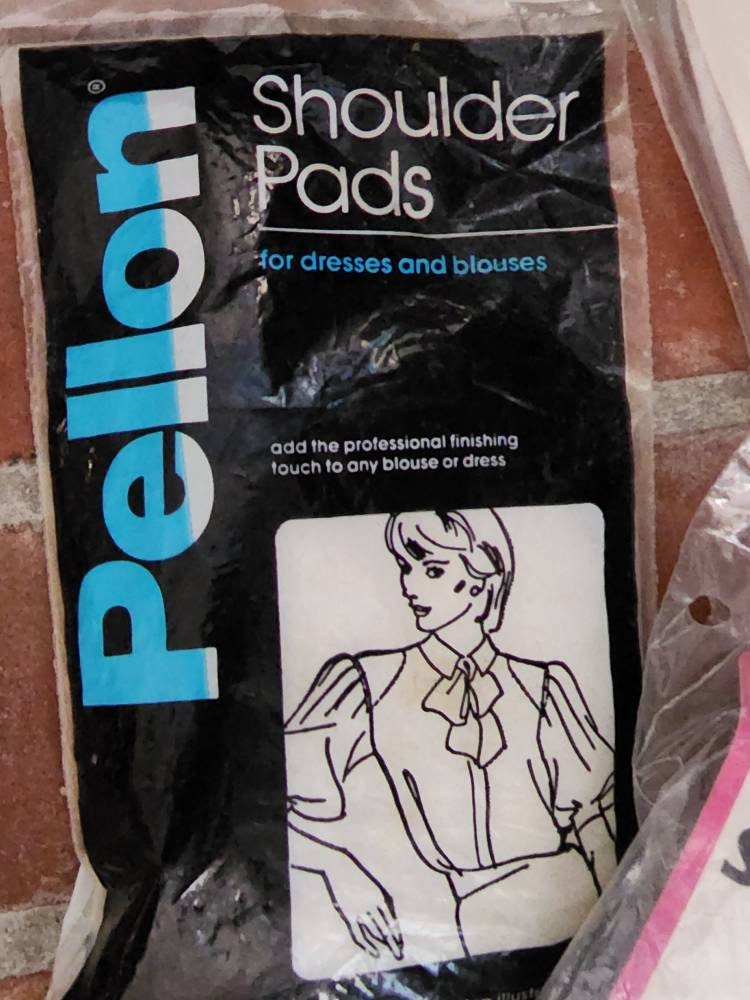 Pellon®
Shoulder
Pads
for dresses and blouses
add the professional finishing
touch to any blouse or dress